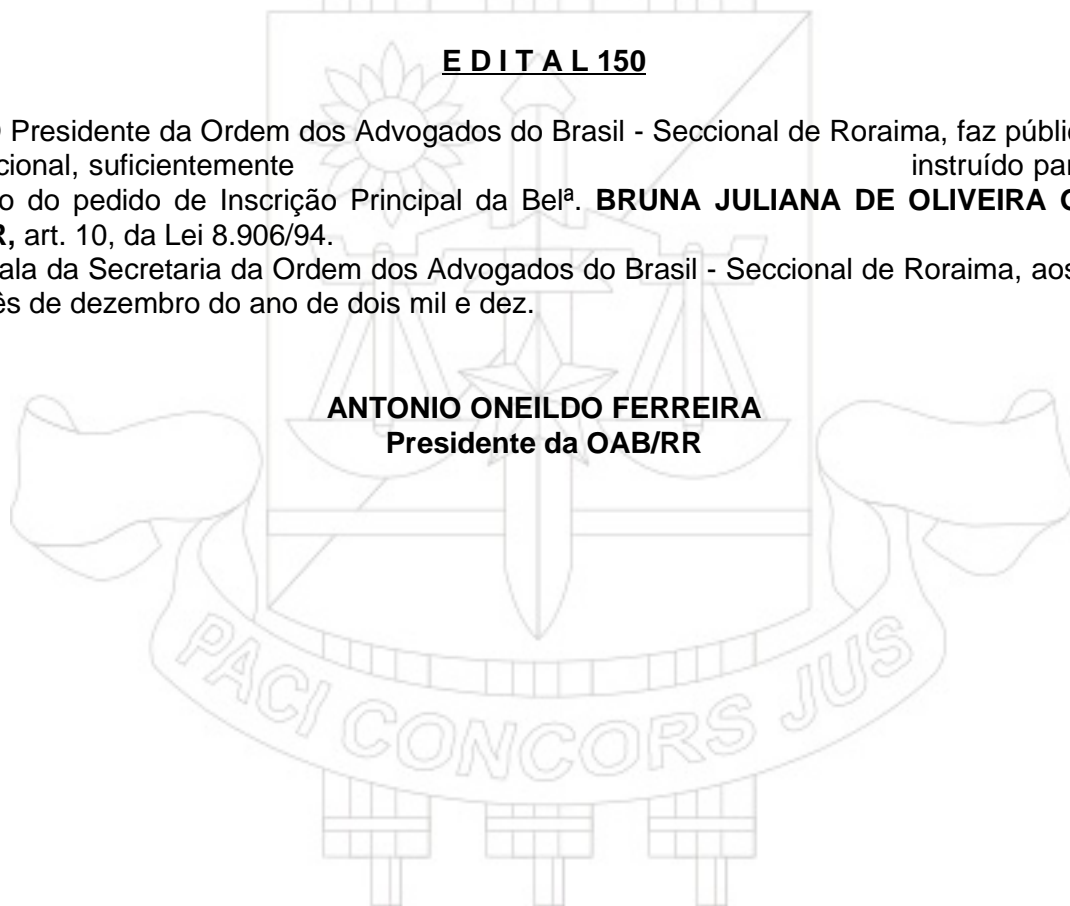 E D I T A L 150
Presidente da Ordem dos Advogados do Brasil - Seccional de Roraima, faz públi
cional, suficientemente instruído par
o do pedido de Inscrição Principal da Belª. BRUNA JULIANA DE OLIVEIRA
R, art. 10, da Lei 8.906/94.
ala da Secretaria da Ordem dos Advogados do Brasil - Seccional de Roraima, aos
ês de dezembro do ano de dois mil e dez.
ANTONIO ONEILDO FERREIRA
Presidente da OAB/RR
PACI CONCORS JUS